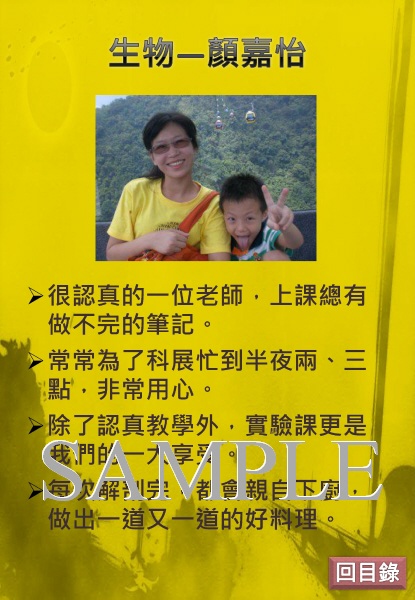 生物—顏嘉怡
很認真的一位老師，上課總有
做不完的筆記。
常常為了科展忙到半夜兩、三
點，非常用心。
除了認真教學外，實驗課更是
我們的一大享受。
每次解剖完，都會親自下廚，
做出一道又一道的好料理。
SAMPLE
回目錄